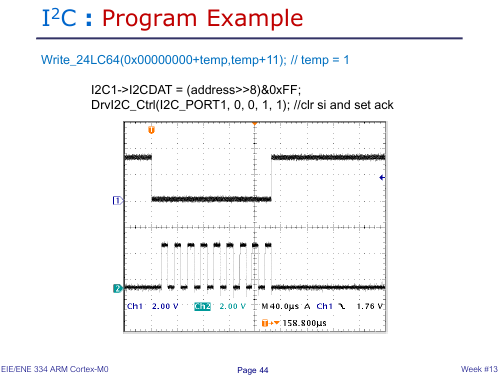 I²C : Program Example
Write_24LC64(0x00000000+temp,temp+11); // temp = 1
I2C1->I2CDAT = (address>>8)&0xFF;
DrvI2C_Ctrl(I2C_PORT1, 0, 0, 1, 1); //clr si and set ack
T
1
2
Ch1 2.00 V Ch2 2.00 V M 40.0µs A Ch1 1.76 V
T 158.800µs
EIE/ENE 334 ARM Cortex-M0 Page 44 Week #13